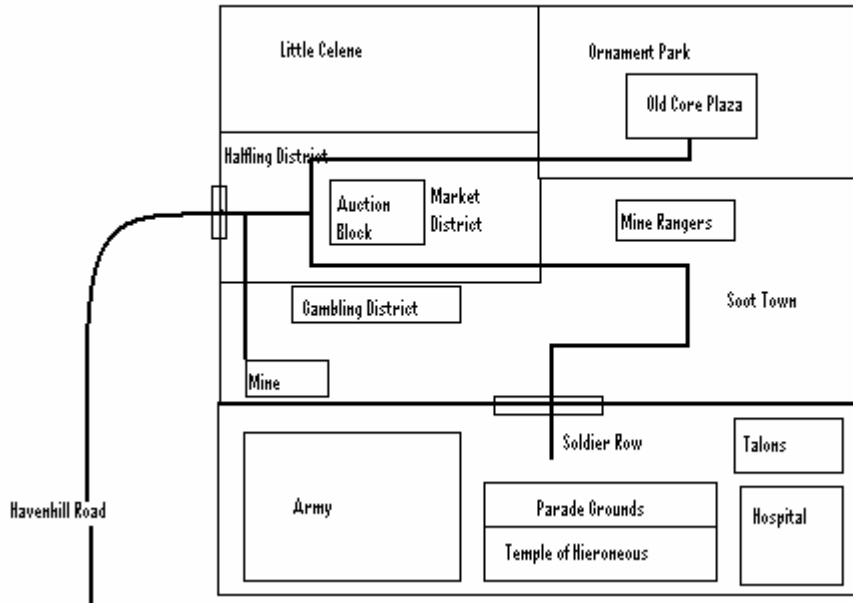 Little Celene
Ornament Park
Old Core Plaza
Halfling District
Auction
Block
Market
District
Mine Rangers
Gambling District
Soot Town
Mine
Soldier Row
Talons
Havenhill Road
Army
Parade Grounds
Hospital
Temple of Hieroneous